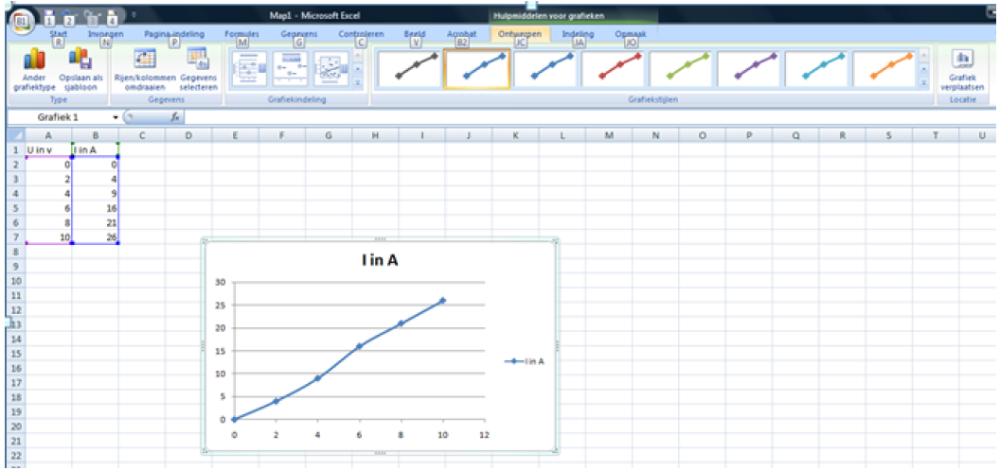 B1 1 2 3 4 Map1 - Microsoft Excel Hulpmiddelen voor grafieken
Start Invoegen Pagina-indeling Formules Gegevens Controleren Beeld Acrobat Ontwerpen Indeling Opmaak
R N P M G C V B2 JC JA JO
Ander grafiektype
Opslaan als sjabloon
Rijen/kolommen omdraaien
Gegevens selecteren
Grafiek verplaatsen
Type Gegevens Grafiekindeling Grafiekstijlen Locatie
Grafiek 1 fx
A B C D E F G H I J K L M N O P Q R S T U
1 U in v I in A
2 0 0
3 2 4
4 4 9
5 6 16
6 8 21
7 10 26
8
9
10
11
12
13
14
15
16
17
18
19
20
21
22
I in A
30
25
20
15
10
5
0
0 2 4 6 8 10 12
I in A